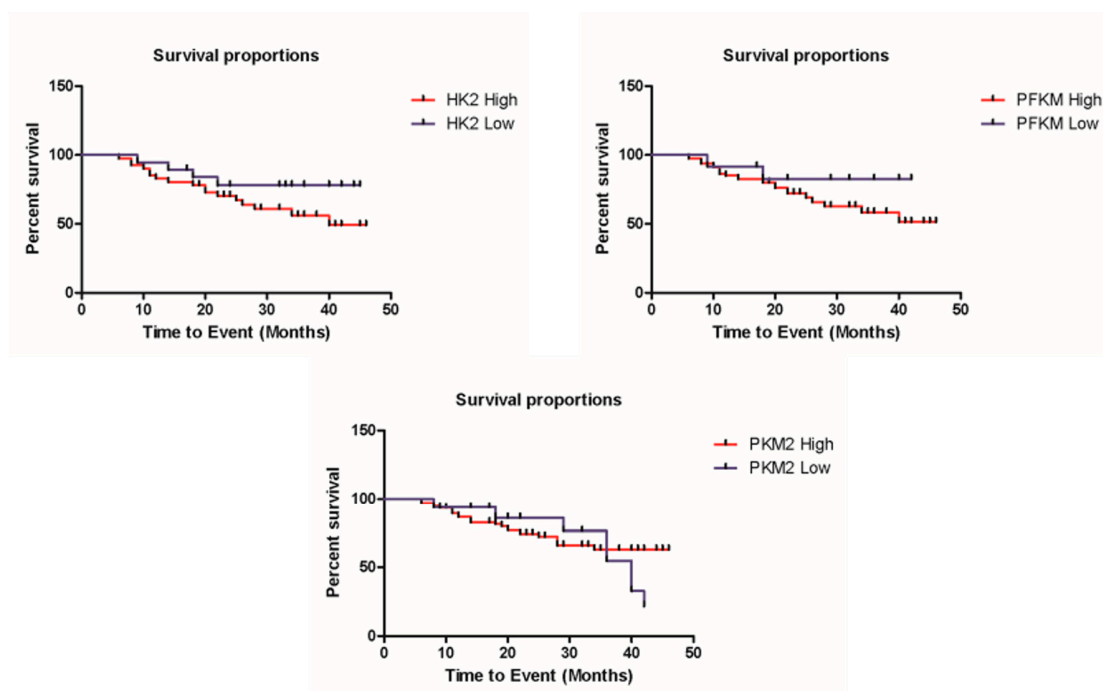 Survival proportions
150
100
50
0
Percent survival
0 10 20 30 40 50
Time to Event (Months)
HK2 High
HK2 Low
Survival proportions
150
100
50
0
Percent survival
0 10 20 30 40 50
Time to Event (Months)
PFKM High
PFKM Low
Survival proportions
150
100
50
0
Percent survival
0 10 20 30 40 50
Time to Event (Months)
PKM2 High
PKM2 Low